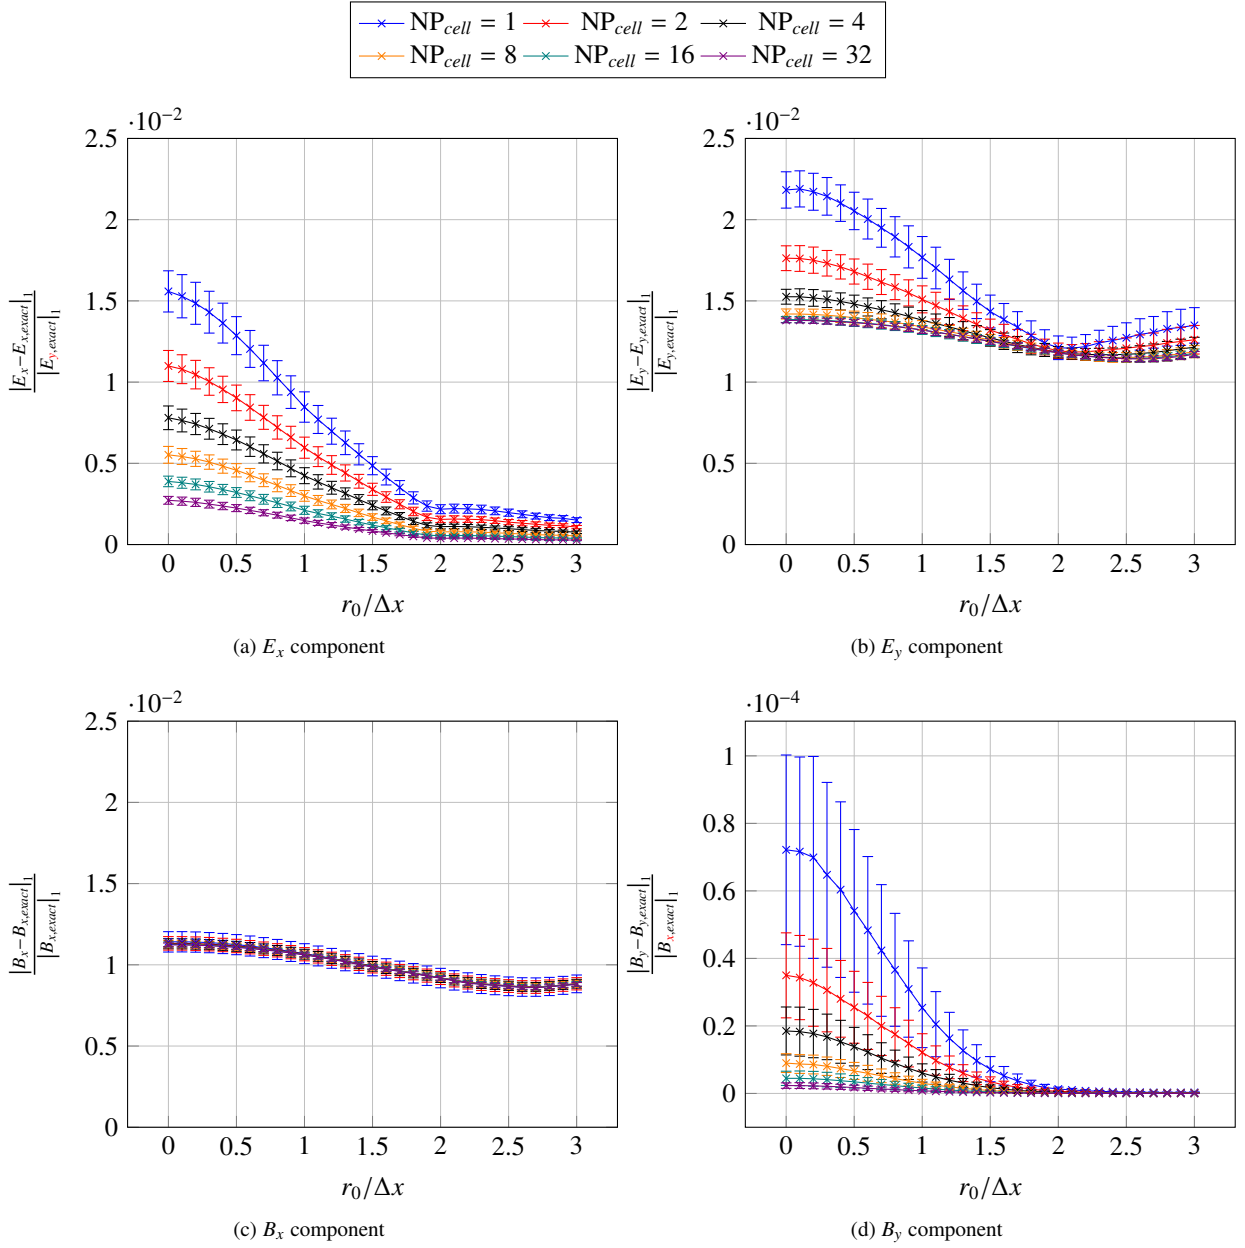 NP_cell = 1 NP_cell = 2 NP_cell = 4
NP_cell = 8 NP_cell = 16 NP_cell = 32
·10⁻²
2.5
2
1.5
1
0.5
0
|E_x−E_x,exact|_1
|E_y,exact|_1
0 0.5 1 1.5 2 2.5 3
r_0/Δx
(a) E_x component
·10⁻²
2.5
2
1.5
1
0.5
0
|E_y−E_y,exact|_1
|E_y,exact|_1
0 0.5 1 1.5 2 2.5 3
r_0/Δx
(b) E_y component
·10⁻²
2.5
2
1.5
1
0.5
0
|B_x−B_x,exact|_1
|B_x,exact|_1
0 0.5 1 1.5 2 2.5 3
r_0/Δx
(c) B_x component
·10⁻⁴
1
0.8
0.6
0.4
0.2
0
|B_y−B_y,exact|_1
|B_x,exact|_1
0 0.5 1 1.5 2 2.5 3
r_0/Δx
(d) B_y component